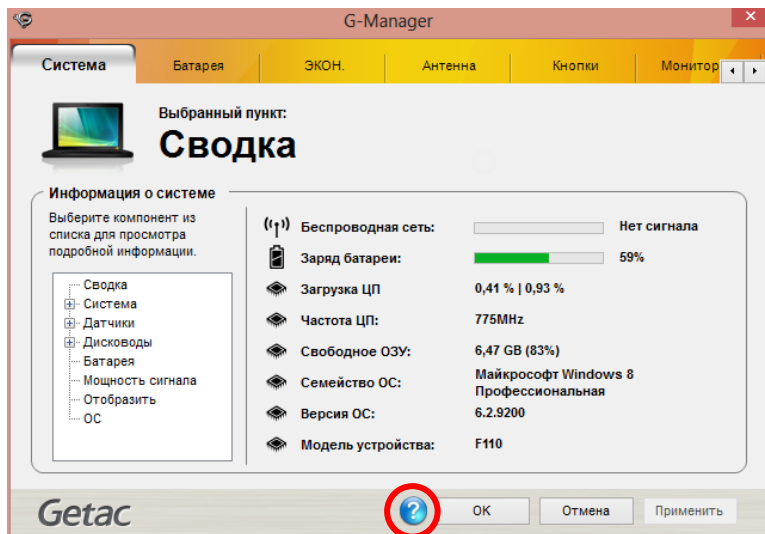 G-Manager
Система
Батарея
ЭКОН.
Антенна
Кнопки
Монитор
Выбранный пункт:
Сводка
Информация о системе
Выберите компонент из
списка для просмотра
подробной информации.
Сводка
Система
Датчики
Дисководы
Батарея
Мощность сигнала
Отобразить
ОС
Беспроводная сеть: Нет сигнала
Заряд батареи: 59%
Загрузка ЦП 0,41 % | 0,93 %
Частота ЦП: 775MHz
Свободное ОЗУ: 6,47 GB (83%)
Семейство ОС: Майкрософт Windows 8
Профессиональная
Версия ОС: 6.2.9200
Модель устройства: F110
Getac
?
ОК
Отмена
Применить